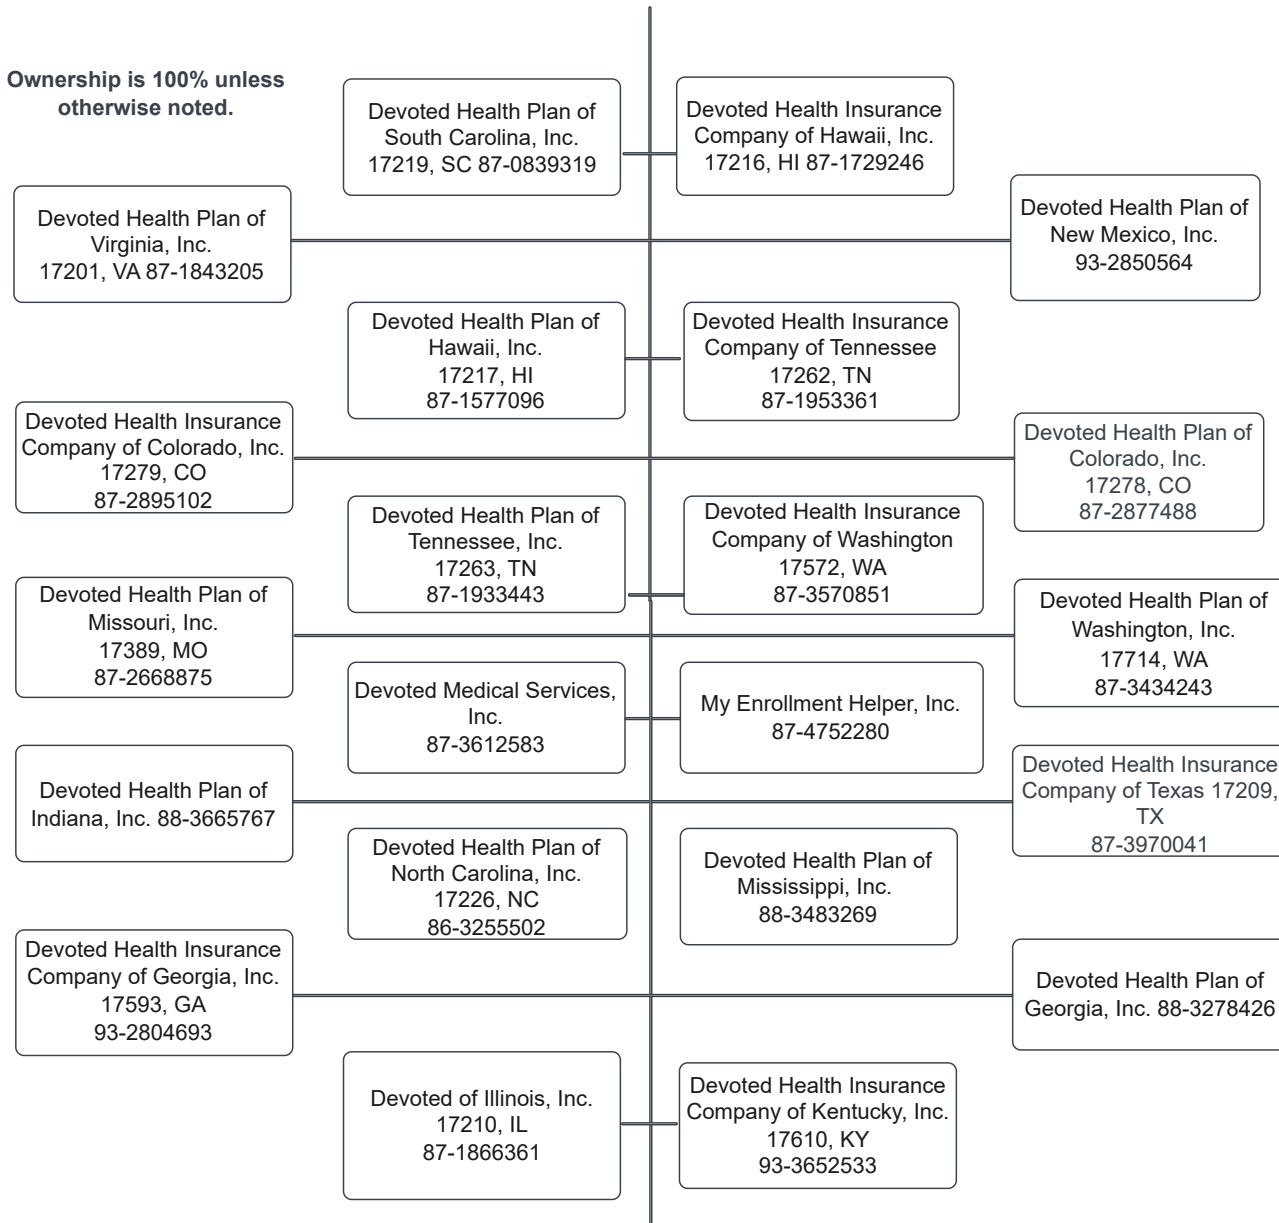 Ownership is 100% unless
otherwise noted.
Devoted Health Plan of
South Carolina, Inc.
17219, SC 87-0839319
Devoted Health Insurance
Company of Hawaii, Inc.
17216, HI 87-1729246
Devoted Health Plan of
Virginia, Inc.
17201, VA 87-1843205
Devoted Health Plan of
New Mexico, Inc.
93-2850564
Devoted Health Plan of
Hawaii, Inc.
17217, HI
87-1577096
Devoted Health Insurance
Company of Tennessee
17262, TN
87-1953361
Devoted Health Insurance
Company of Colorado, Inc.
17279, CO
87-2895102
Devoted Health Plan of
Colorado, Inc.
17278, CO
87-2877488
Devoted Health Plan of
Tennessee, Inc.
17263, TN
87-1933443
Devoted Health Insurance
Company of Washington
17572, WA
87-3570851
Devoted Health Plan of
Missouri, Inc.
17389, MO
87-2668875
Devoted Health Plan of
Washington, Inc.
17714, WA
87-3434243
Devoted Medical Services,
Inc.
87-3612583
My Enrollment Helper, Inc.
87-4752280
Devoted Health Plan of
Indiana, Inc. 88-3665767
Devoted Health Insurance
Company of Texas 17209,
TX
87-3970041
Devoted Health Plan of
North Carolina, Inc.
17226, NC
86-3255502
Devoted Health Plan of
Mississippi, Inc.
88-3483269
Devoted Health Insurance
Company of Georgia, Inc.
17593, GA
93-2804693
Devoted Health Plan of
Georgia, Inc. 88-3278426
Devoted of Illinois, Inc.
17210, IL
87-1866361
Devoted Health Insurance
Company of Kentucky, Inc.
17610, KY
93-3652533